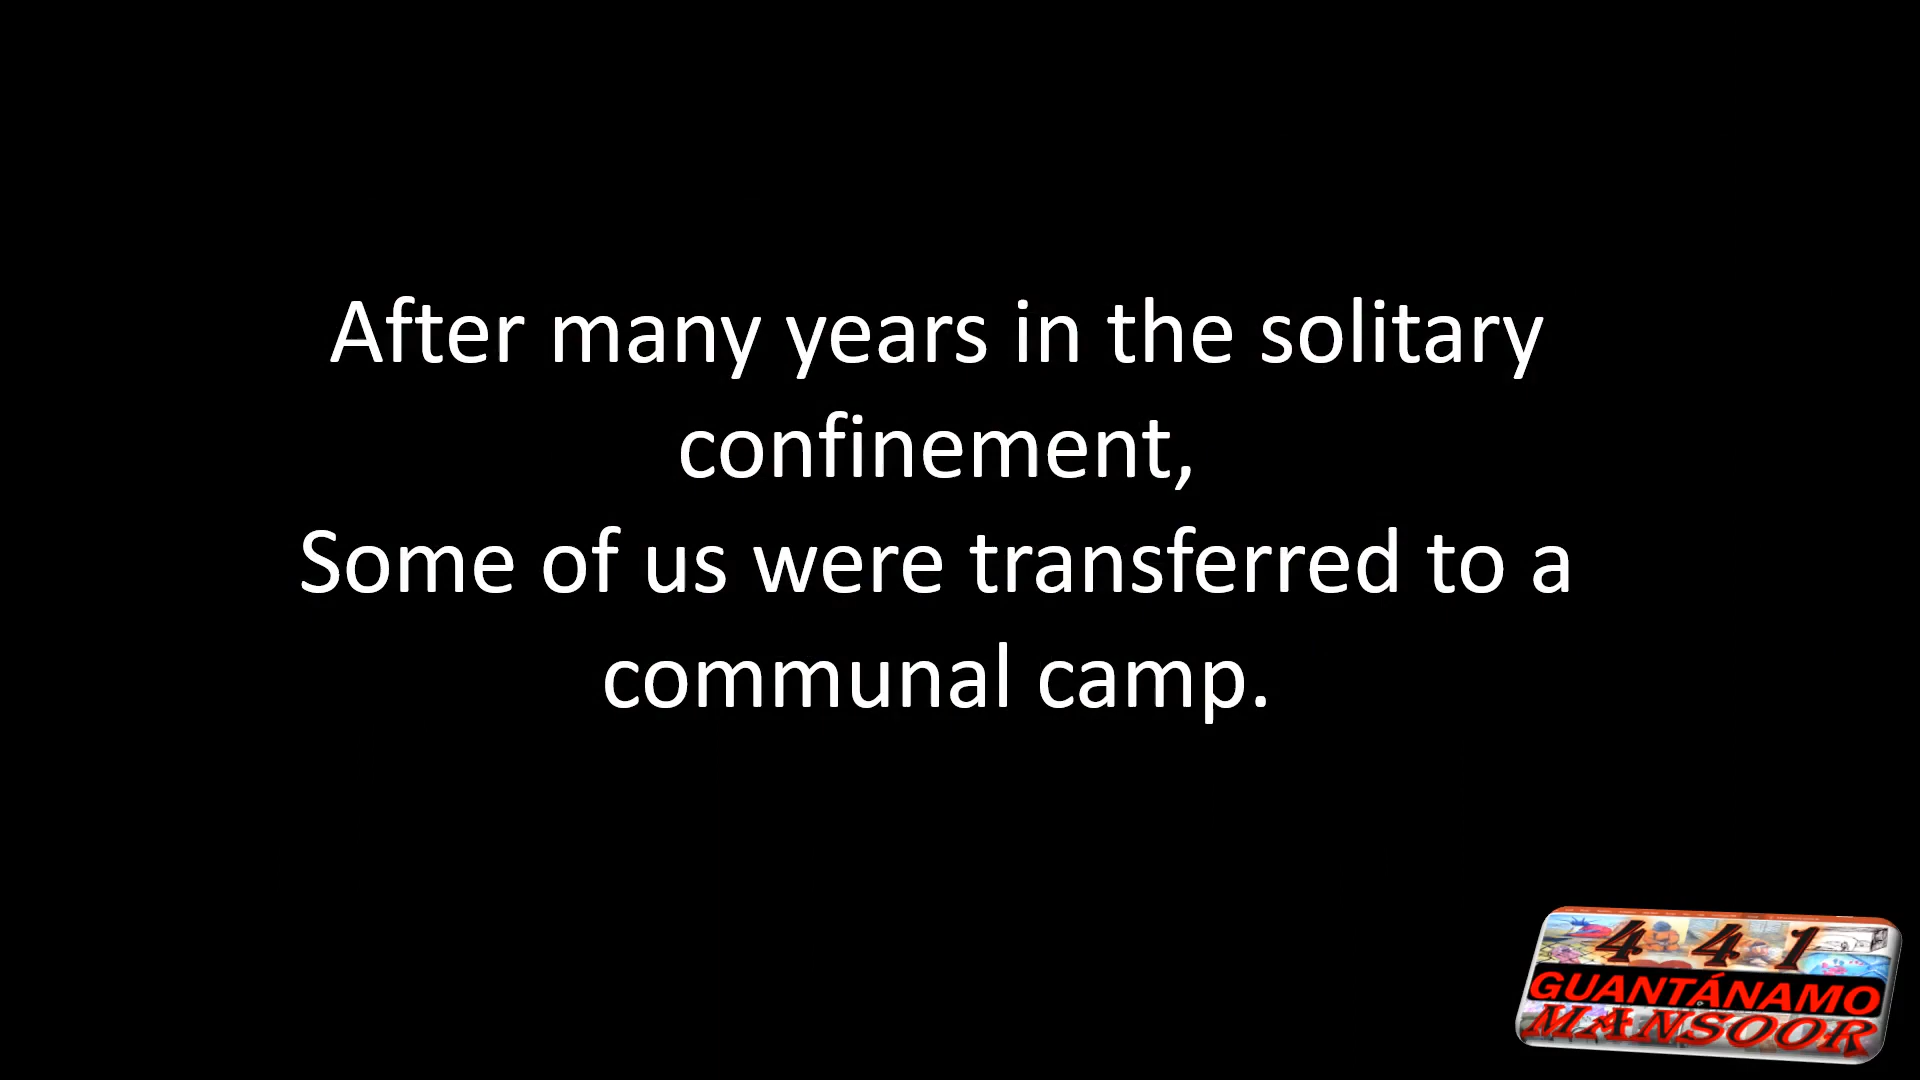 After many years in the solitary
confinement,
Some of us were transferred to a
communal camp.
441
GUANTÁNAMO
MANSOOR